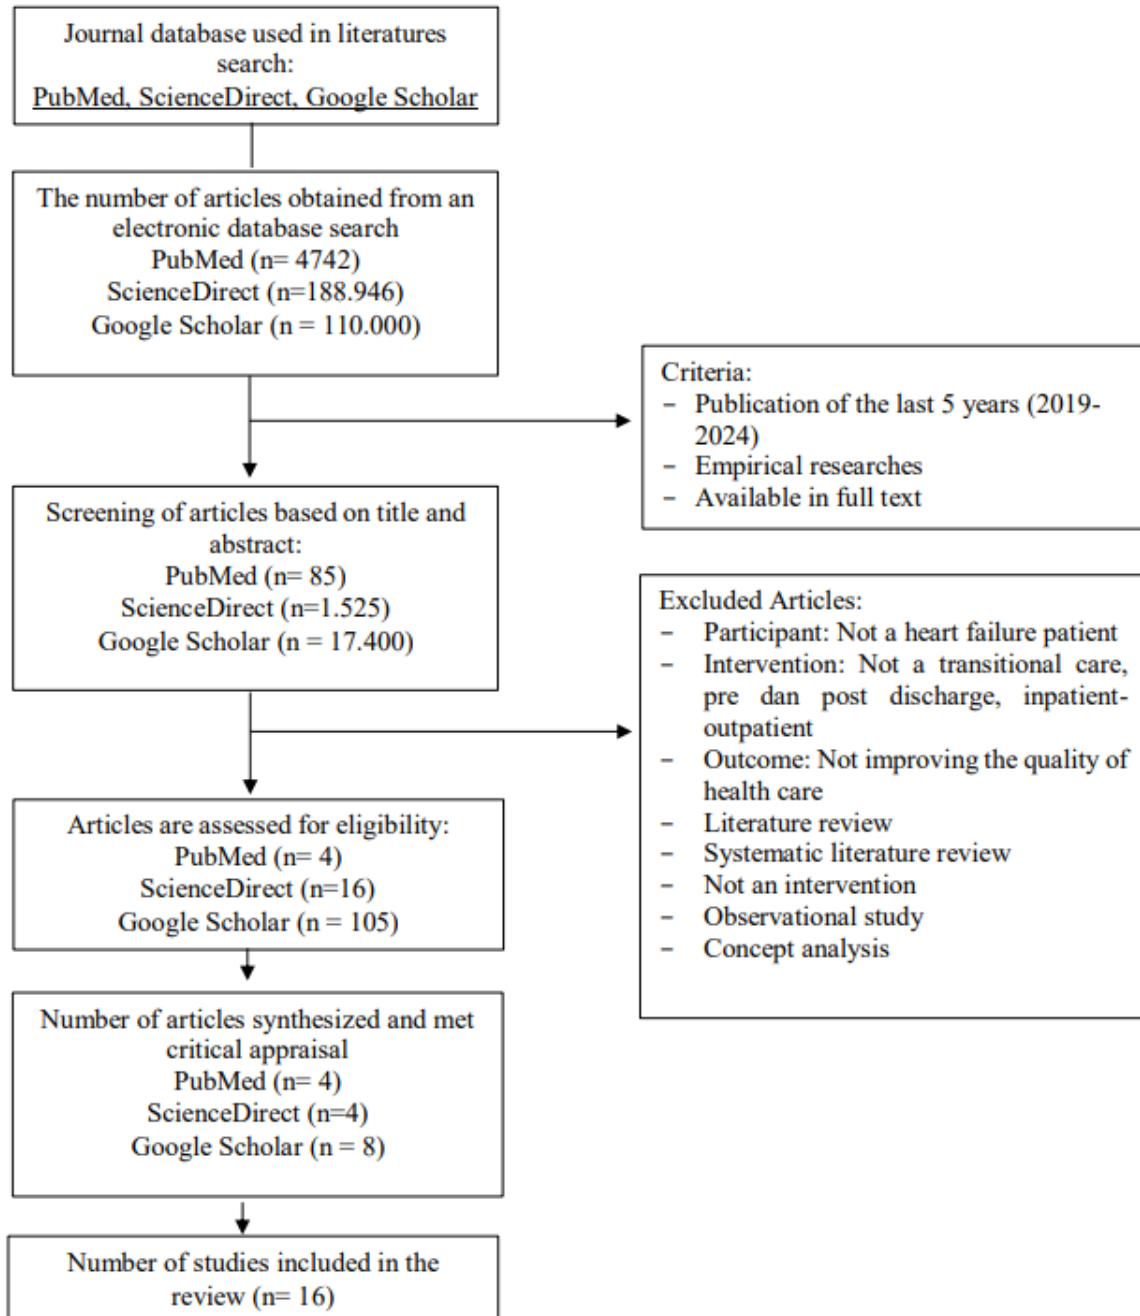 Journal database used in literatures
search:
PubMed, ScienceDirect, Google Scholar
The number of articles obtained from an
electronic database search
PubMed (n= 4742)
ScienceDirect (n=188.946)
Google Scholar (n = 110.000)
Criteria:
− Publication of the last 5 years (2019-
2024)
− Empirical researches
− Available in full text
Screening of articles based on title and
abstract:
PubMed (n= 85)
ScienceDirect (n=1.525)
Google Scholar (n = 17.400)
Excluded Articles:
− Participant: Not a heart failure patient
− Intervention: Not a transitional care,
pre dan post discharge, inpatient-
outpatient
− Outcome: Not improving the quality of
health care
− Literature review
− Systematic literature review
− Not an intervention
− Observational study
− Concept analysis
Articles are assessed for eligibility:
PubMed (n= 4)
ScienceDirect (n=16)
Google Scholar (n = 105)
Number of articles synthesized and met
critical appraisal
PubMed (n= 4)
ScienceDirect (n=4)
Google Scholar (n = 8)
Number of studies included in the
review (n= 16)